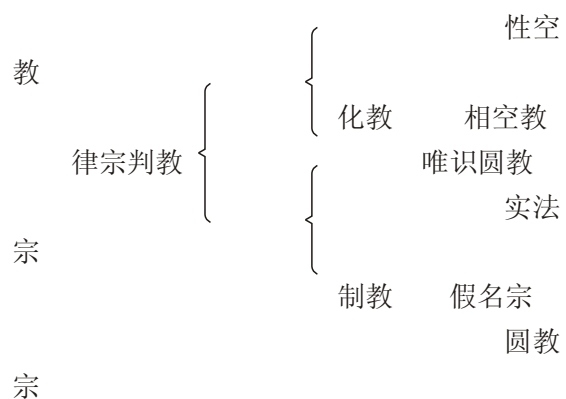 性空
教
化教 相空教
律宗判教 唯识圆教
实法
宗
制教 假名宗
圆教
宗